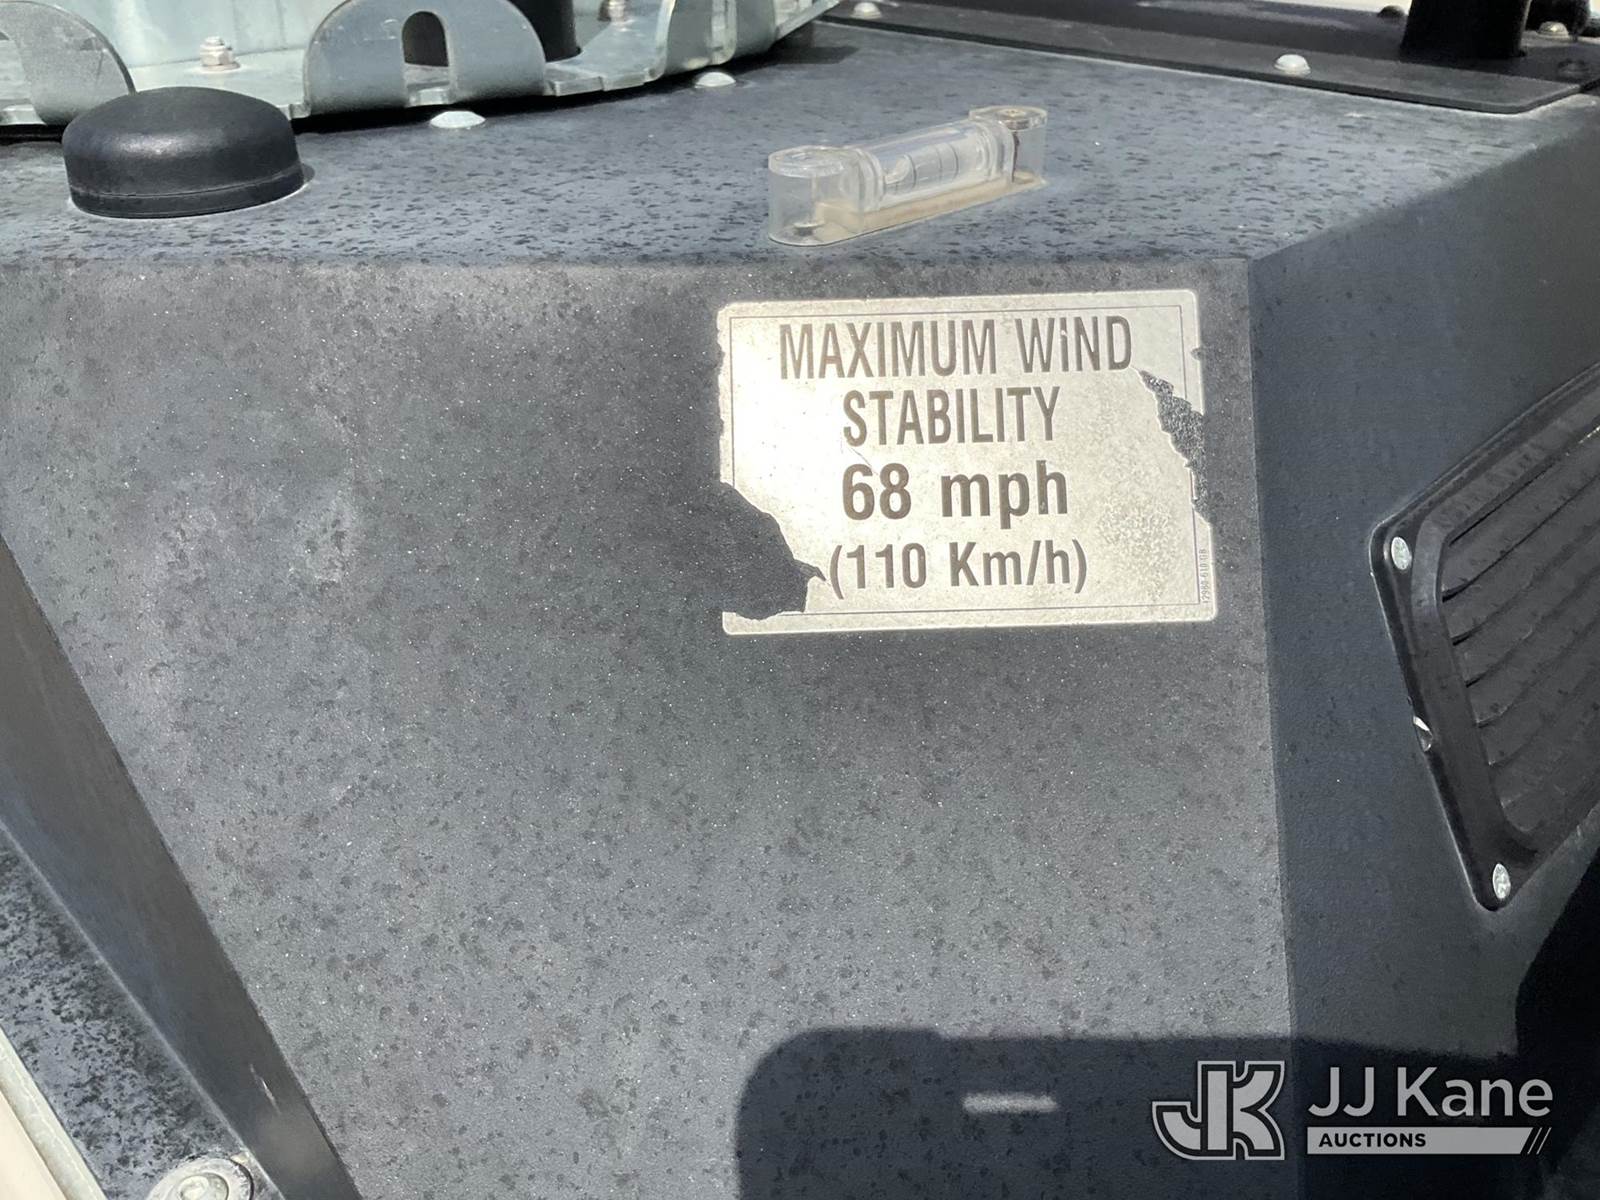 MAXIMUM WIND
STABILITY
68 mph
(110 Km/h)
JJ Kane
AUCTIONS